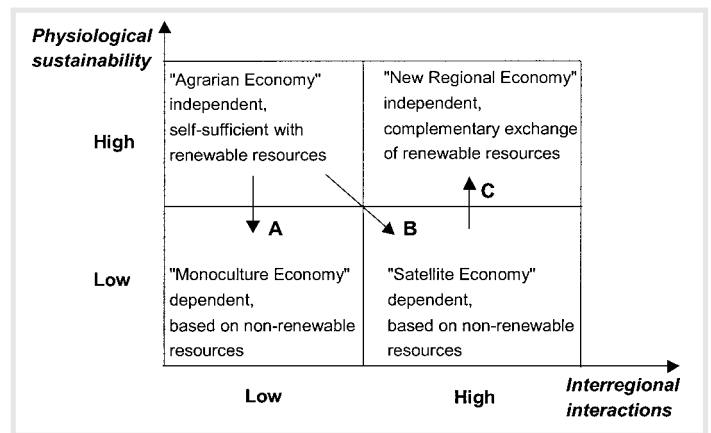 Physiological
sustainability
"Agrarian Economy"
independent,
self-sufficient with
renewable resources
"New Regional Economy"
independent,
complementary exchange
of renewable resources
High
C
A
B
Low
"Monoculture Economy"
dependent,
based on non-renewable
resources
"Satellite Economy"
dependent,
based on non-renewable
resources
Low
High
Interregional
interactions